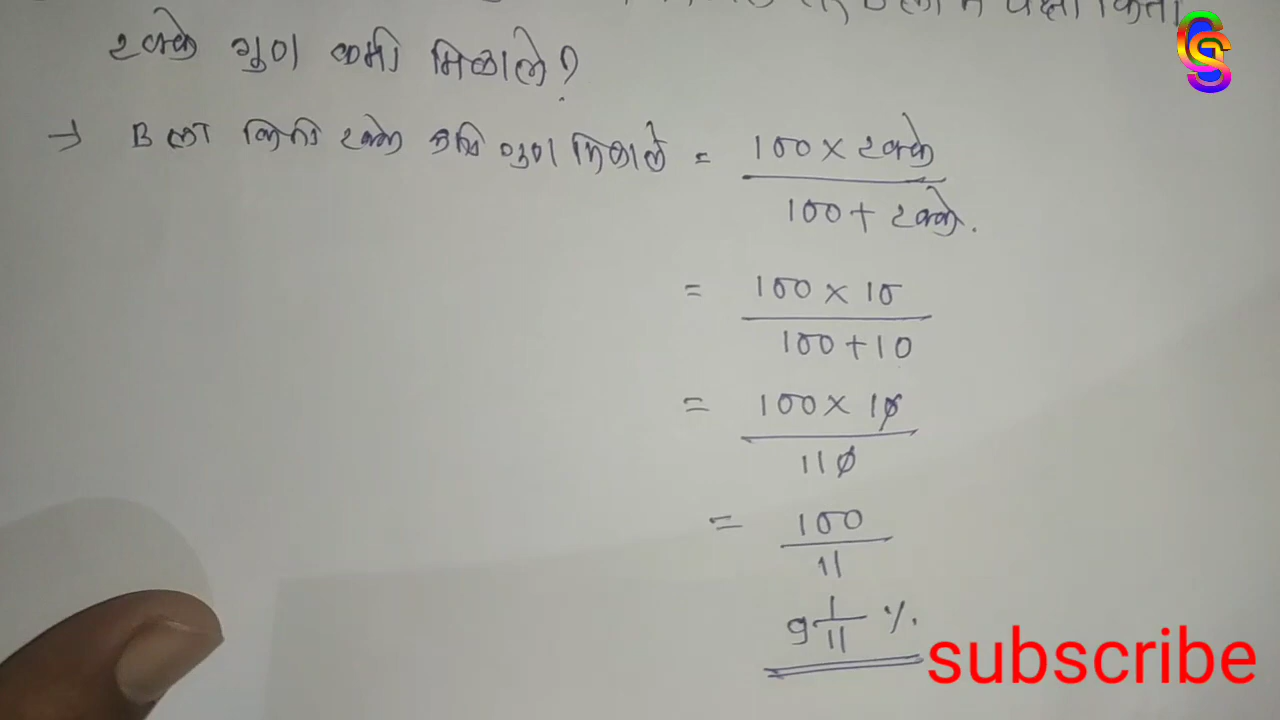 टक्के गुण कमी मिळाले?
→ B ला किती टक्के कमि गुण मिळाले = 100 × टक्के / 100 + टक्के.
= 100 × 10 / 100 + 10
= 100 × 10 / 110
= 100 / 11
9 1/11 %
subscribe